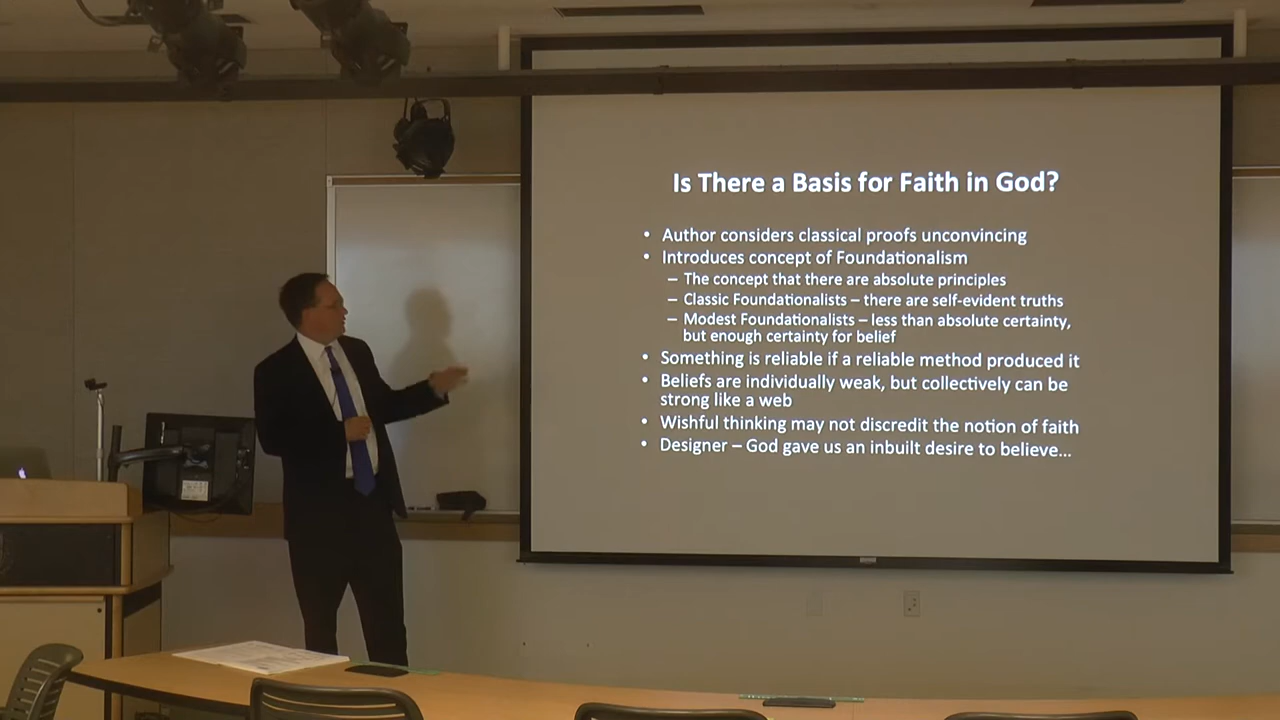 Is There a Basis for Faith in God?
• Author considers classical proofs unconvincing
• Introduces concept of Foundationalism
– The concept that there are absolute principles
– Classic Foundationalists – there are self-evident truths
– Modest Foundationalists – less than absolute certainty,
but enough certainty for belief
• Something is reliable if a reliable method produced it
• Beliefs are individually weak, but collectively can be
strong like a web
• Wishful thinking may not discredit the notion of faith
• Designer – God gave us an inbuilt desire to believe...